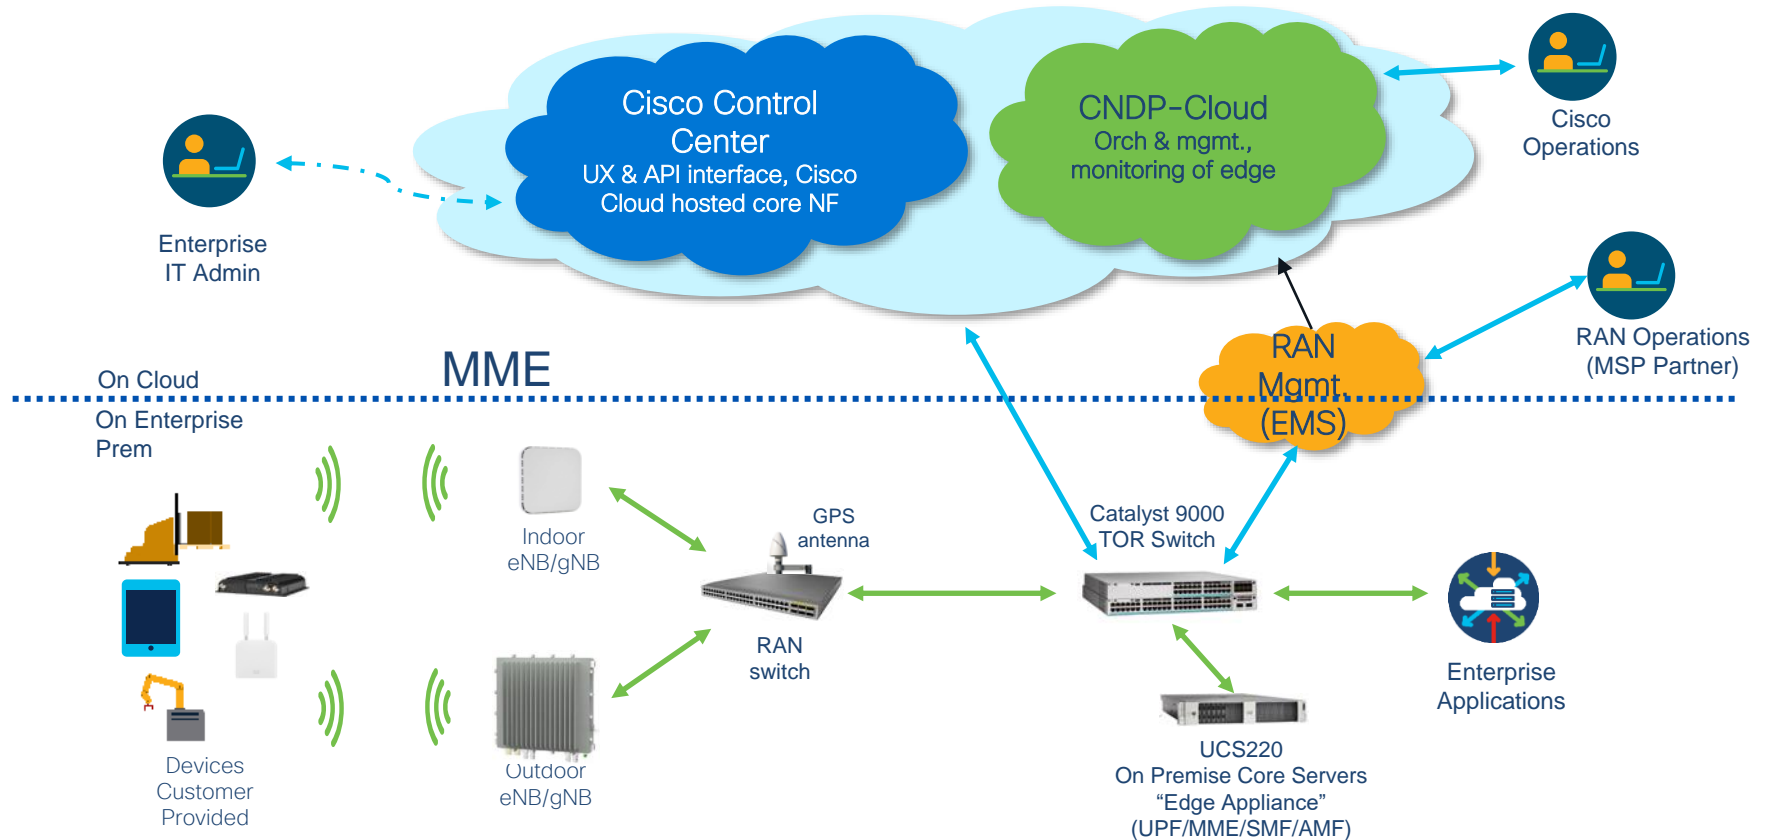 Cisco Control
Center
UX & API interface, Cisco
Cloud hosted core NF
CNDP-Cloud
Orch & mgmt.,
monitoring of edge
Cisco
Operations
Enterprise
IT Admin
RAN
Mgmt.
(EMS)
RAN Operations
(MSP Partner)
MME
On Cloud
On Enterprise
Prem
Indoor
eNB/gNB
GPS
antenna
Catalyst 9000
TOR Switch
RAN
switch
Enterprise
Applications
Devices
Customer
Provided
Outdoor
eNB/gNB
UCS220
On Premise Core Servers
“Edge Appliance”
(UPF/MME/SMF/AMF)